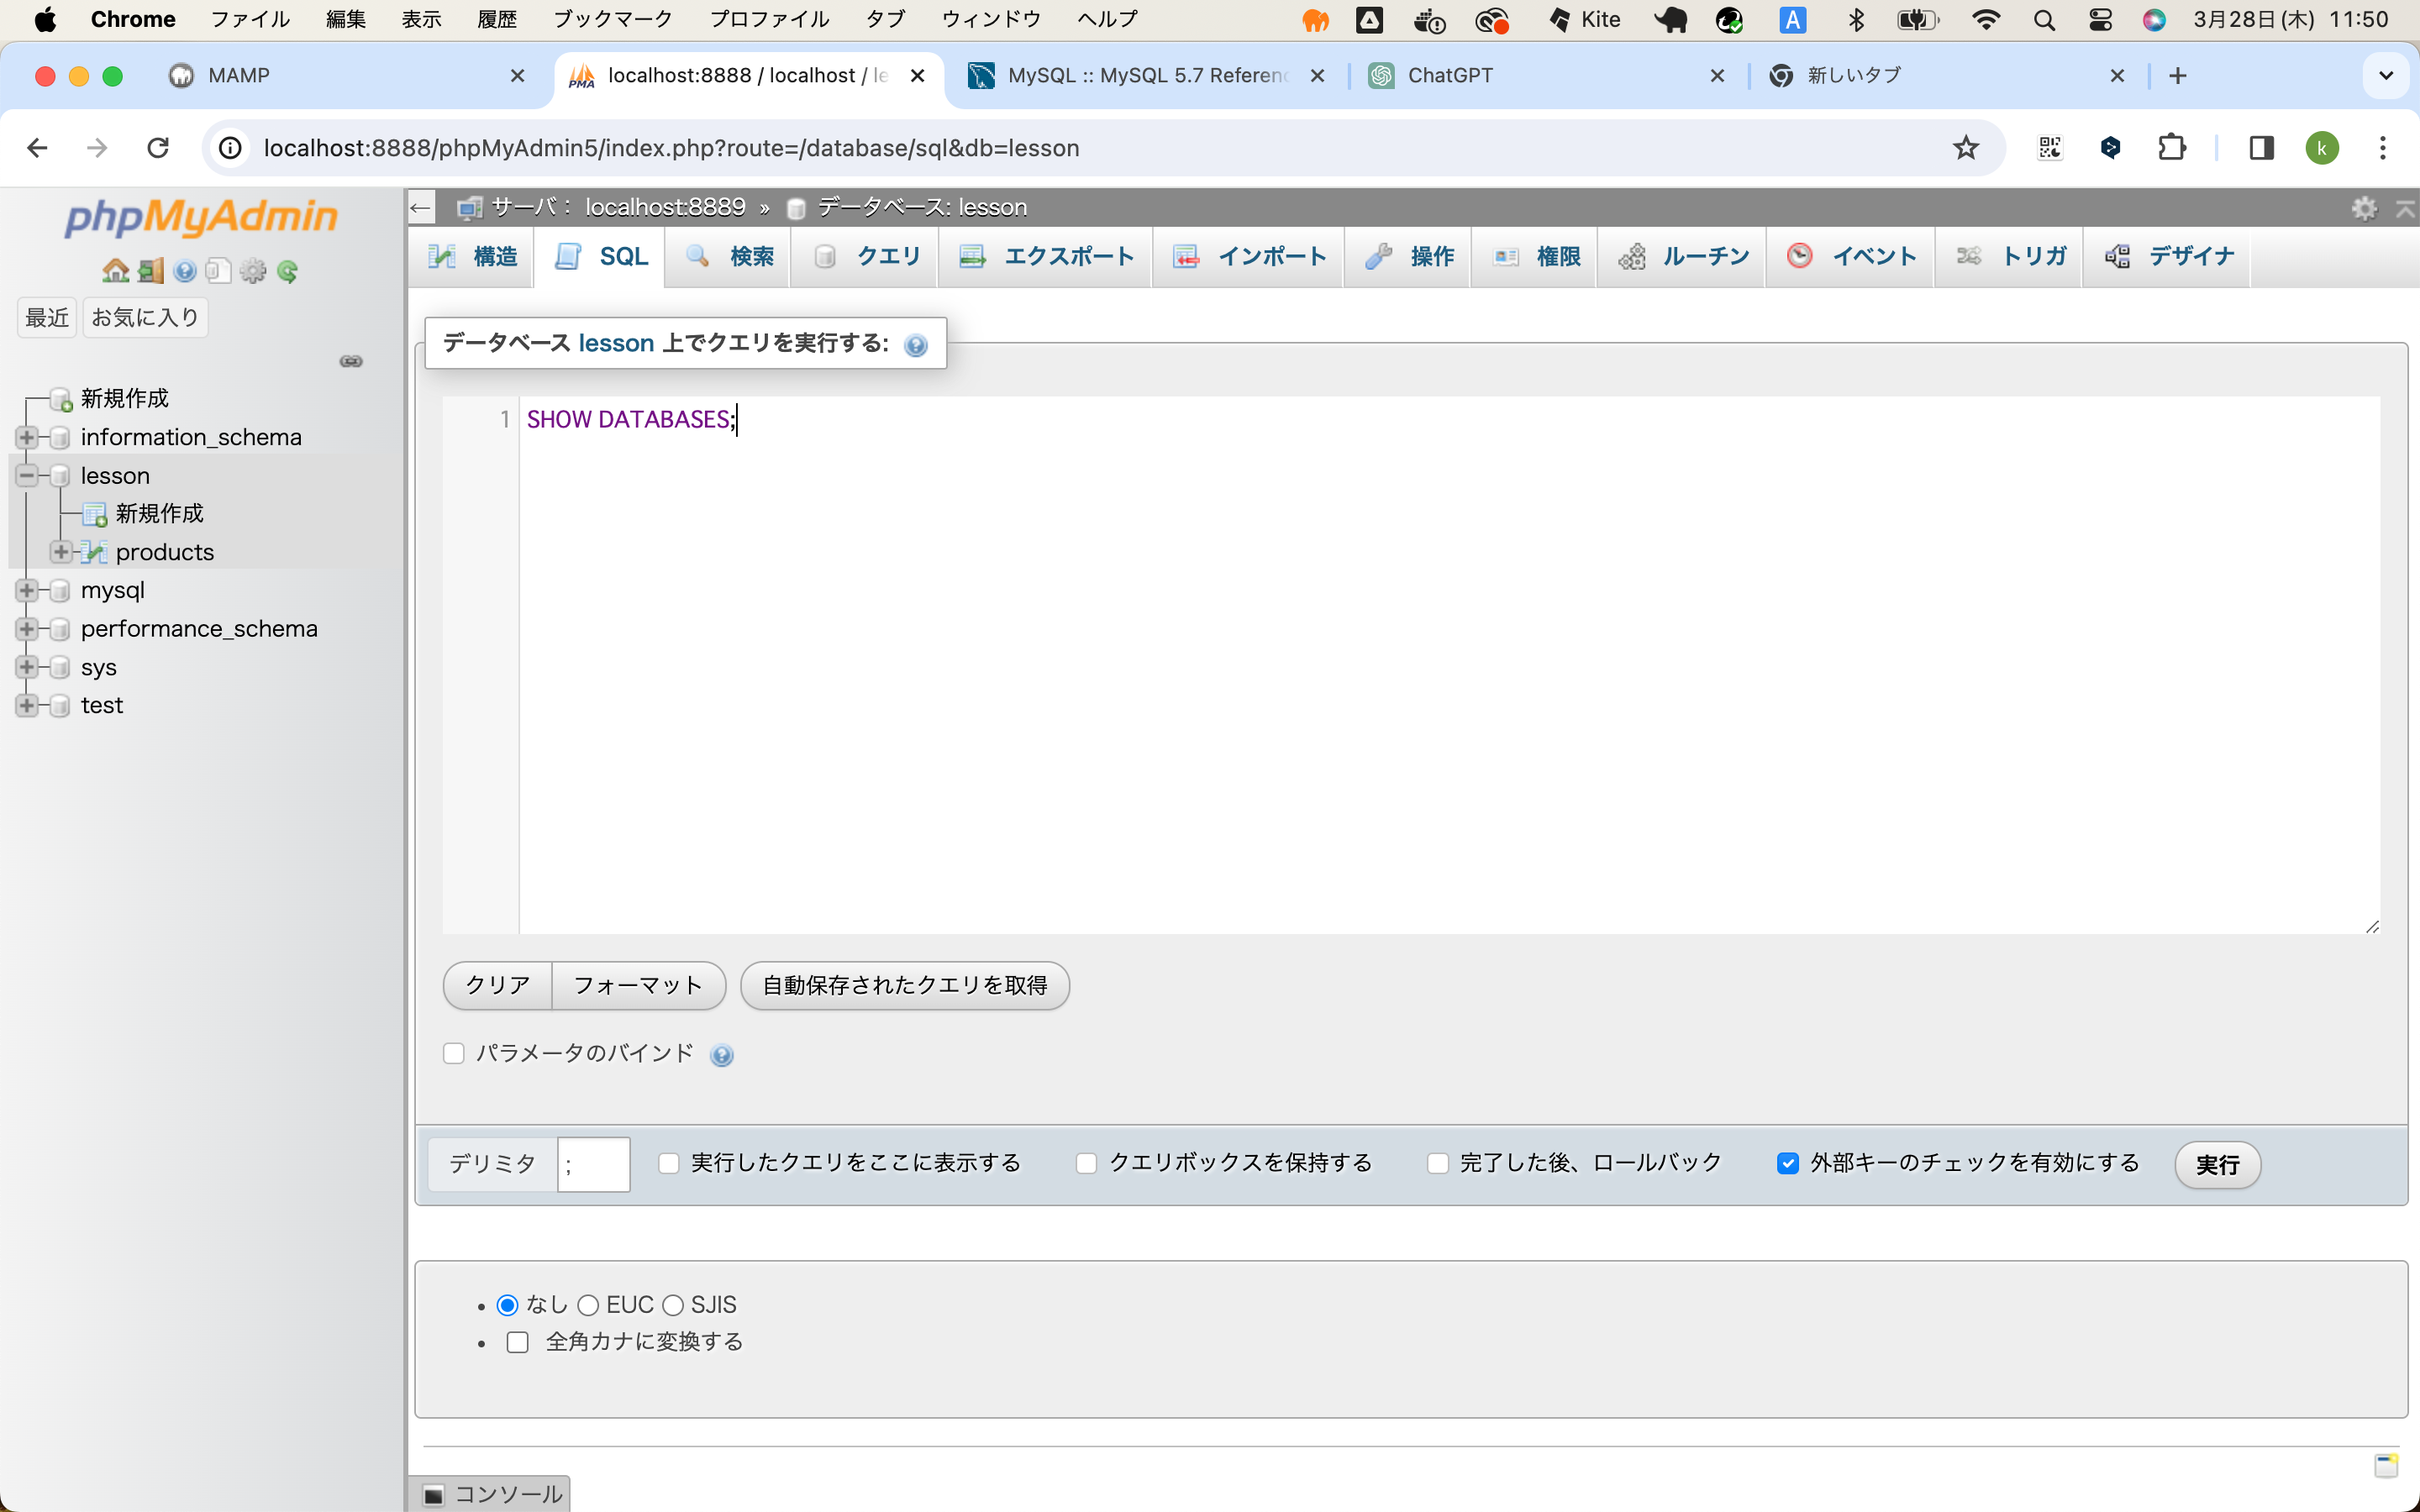 Chrome ファイル 編集 表示 履歴 ブックマーク プロファイル タブ ウィンドウ ヘルプ Kite A 3月28日(木) 11:50
MAMP localhost:8888 / localhost / le MySQL :: MySQL 5.7 Referenc ChatGPT 新しいタブ
localhost:8888/phpMyAdmin5/index.php?route=/database/sql&db=lesson k
phpMyAdmin
最近 お気に入り
新規作成
information_schema
lesson
新規作成
products
mysql
performance_schema
sys
test
サーバ: localhost:8889 » データベース: lesson
構造 SQL 検索 クエリ エクスポート インポート 操作 権限 ルーチン イベント トリガ デザイナ
データベース lesson 上でクエリを実行する:
1 SHOW DATABASES;
クリア フォーマット 自動保存されたクエリを取得
パラメータのバインド
デリミタ ; 実行したクエリをここに表示する クエリボックスを保持する 完了した後、ロールバック 外部キーのチェックを有効にする 実行
なし EUC SJIS
全角カナに変換する
コンソール